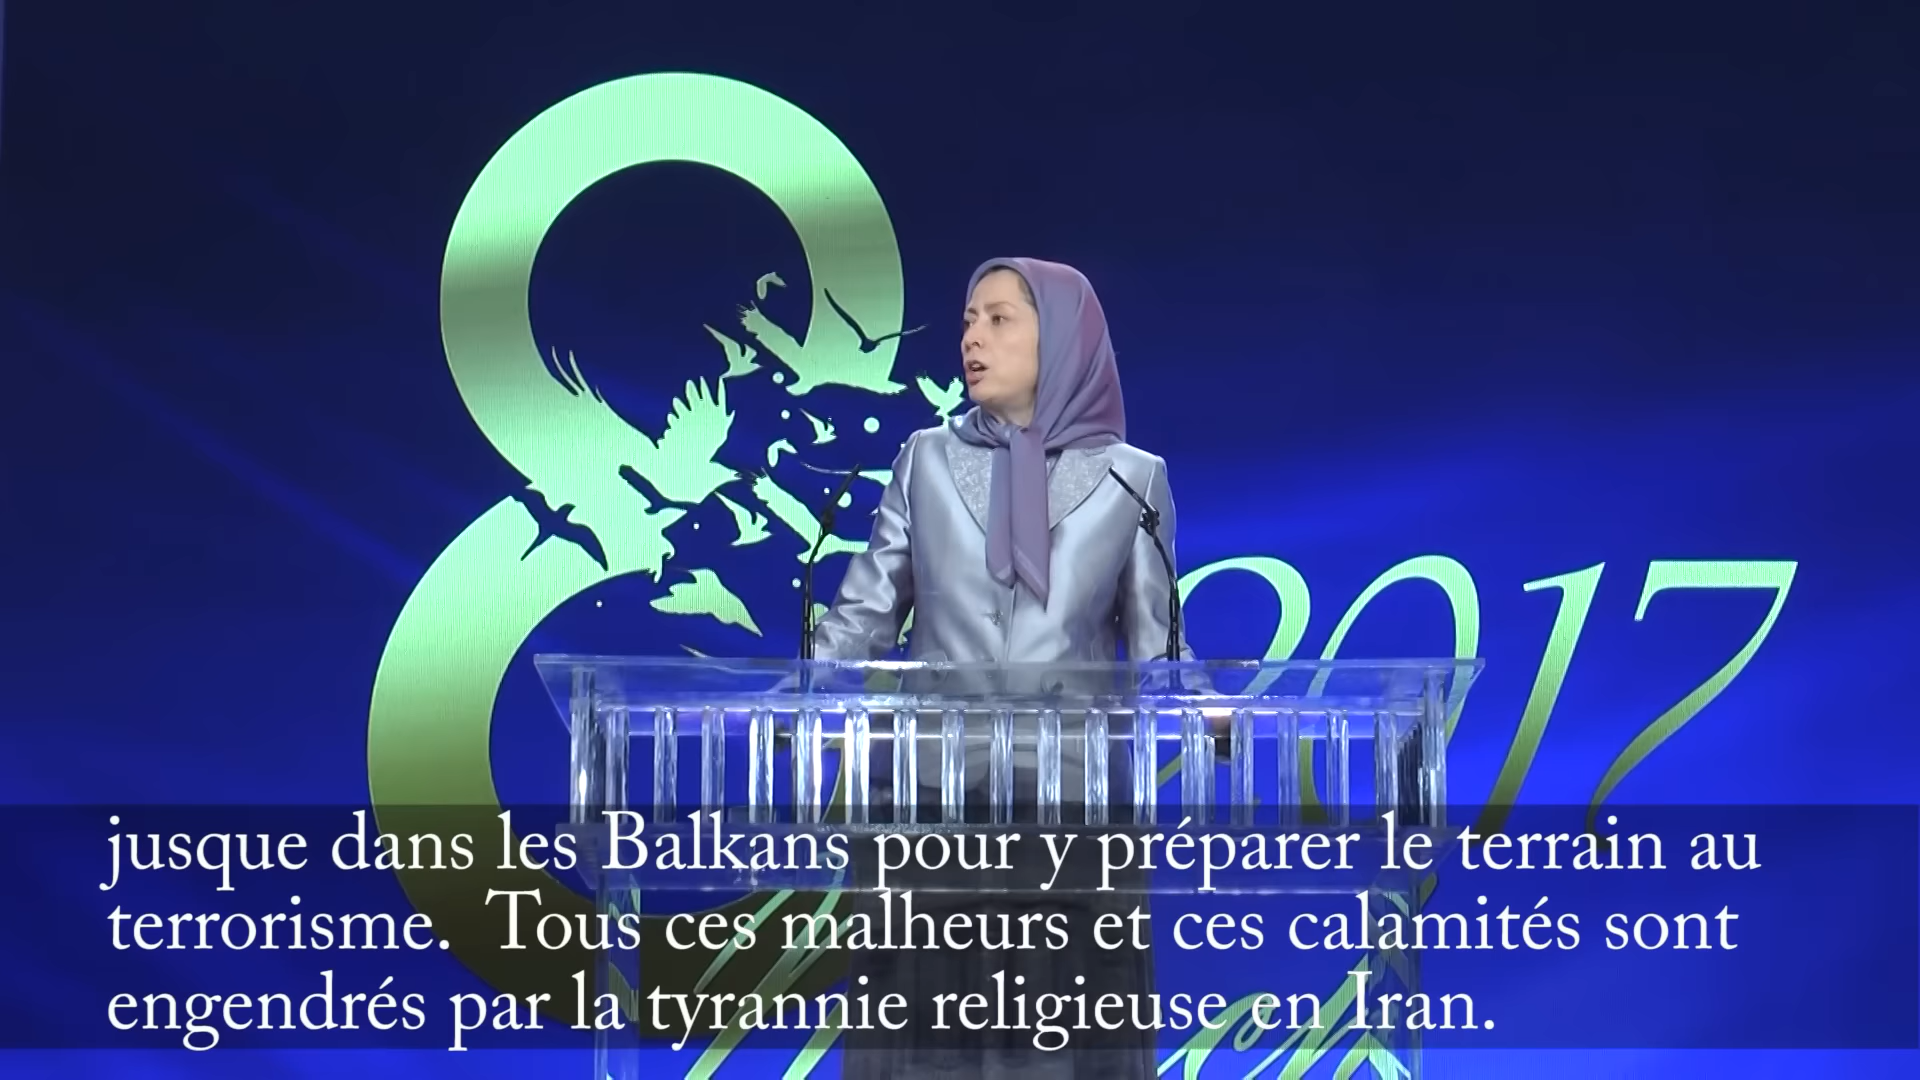 8
2017
jusque dans les Balkans pour y préparer le terrain au
terrorisme. Tous ces malheurs et ces calamités sont
engendrés par la tyrannie religieuse en Iran.